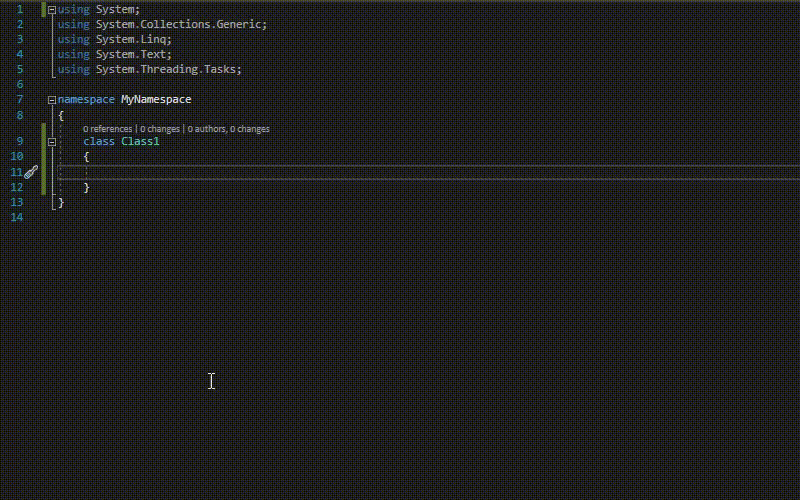 1 using System;
2 using System.Collections.Generic;
3 using System.Linq;
4 using System.Text;
5 using System.Threading.Tasks;
6
7 namespace MyNamespace
8 {
0 references | 0 changes | 0 authors, 0 changes
9 class Class1
10 {
11
12 }
13 }
14